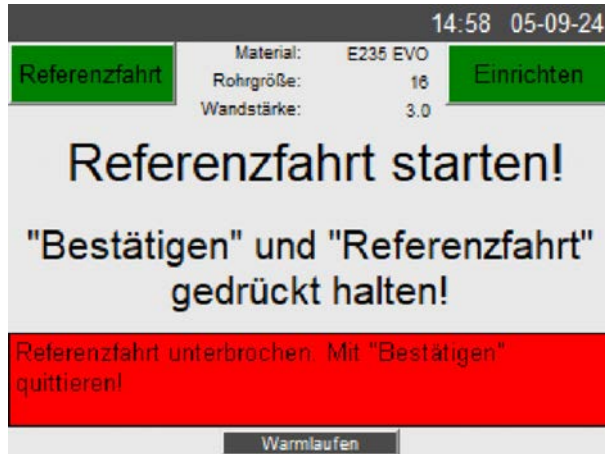 14:58 05-09-24
Referenzfahrt
Material: E235 EVO
Rohrgröße: 16
Wandstärke: 3.0
Einrichten
Referenzfahrt starten!
"Bestätigen" und "Referenzfahrt"
gedrückt halten!
Referenzfahrt unterbrochen. Mit "Bestätigen"
quittieren!
Warmlaufen